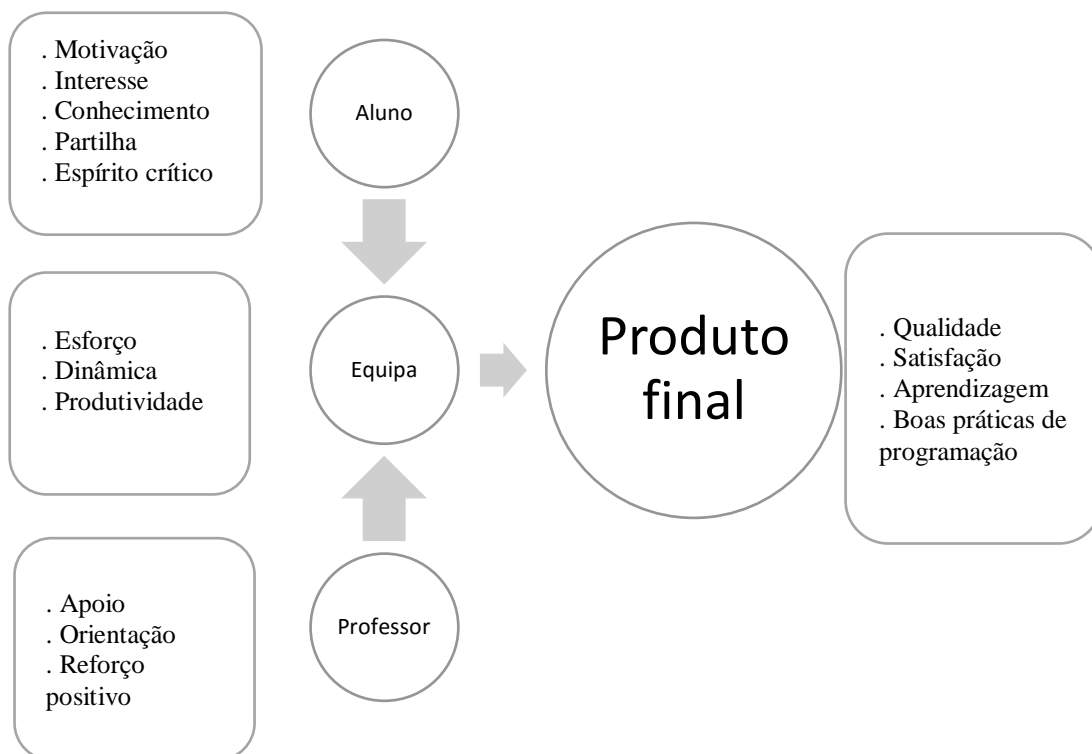 . Motivação
. Interesse
. Conhecimento
. Partilha
. Espírito crítico
Aluno
. Esforço
. Dinâmica
. Produtividade
Equipa
Produto
final
. Qualidade
. Satisfação
. Aprendizagem
. Boas práticas de
programação
. Apoio
. Orientação
. Reforço
positivo
Professor